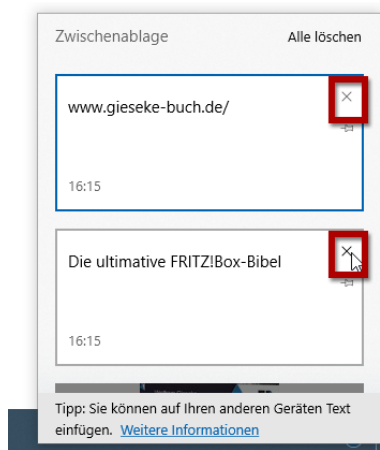 Zwischenablage Alle löschen
www.gieseke-buch.de/
16:15
Die ultimative FRITZ!Box-Bibel
16:15
Tipp: Sie können auf Ihren anderen Geräten Text
einfügen. Weitere Informationen